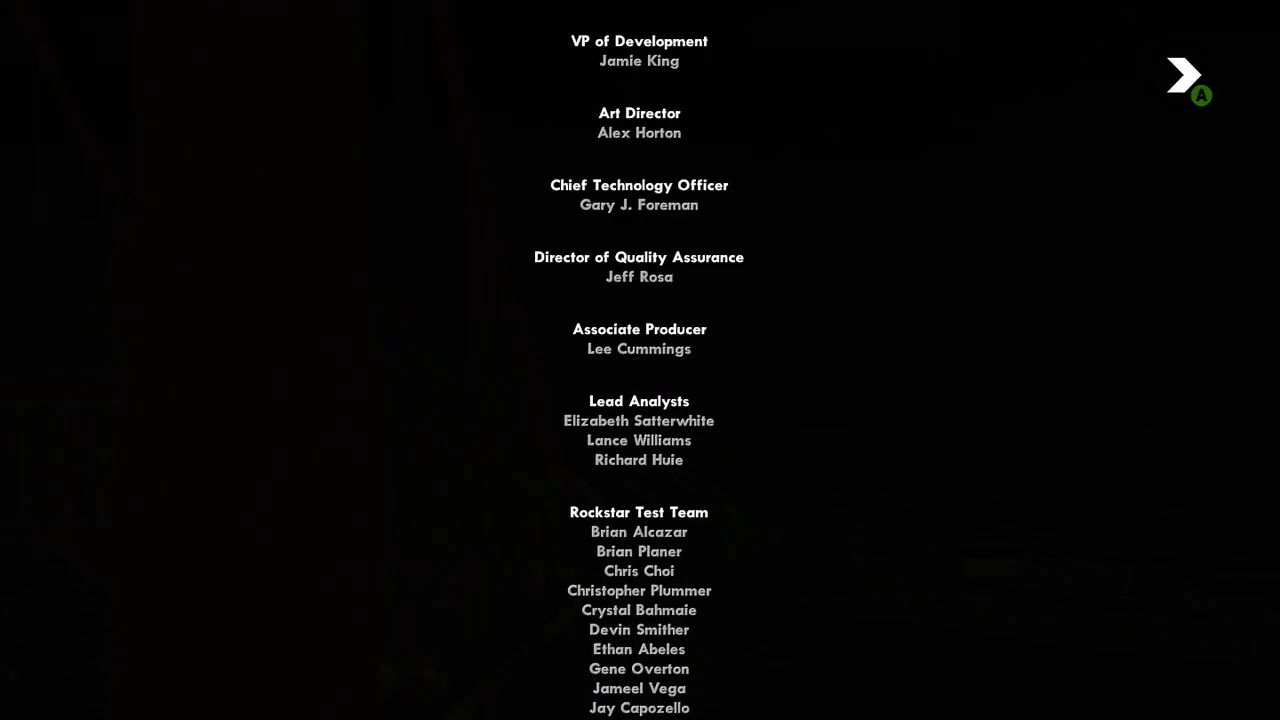 VP of Development
Jamie King
Art Director
Alex Horton
Chief Technology Officer
Gary J. Foreman
Director of Quality Assurance
Jeff Rosa
Associate Producer
Lee Cummings
Lead Analysts
Elizabeth Satterwhite
Lance Williams
Richard Huie
Rockstar Test Team
Brian Alcazar
Brian Planer
Chris Choi
Christopher Plummer
Crystal Bahmaie
Devin Smither
Ethan Abeles
Gene Overton
Jameel Vega
Jay Capozello
A